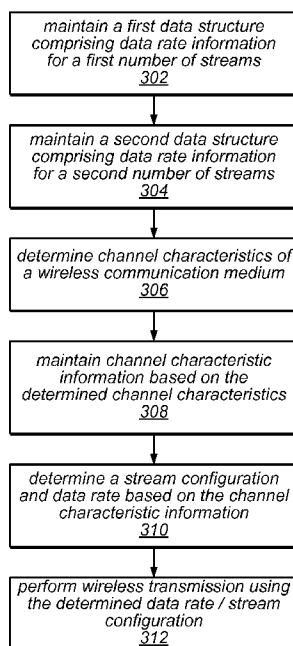 maintain a first data structure
comprising data rate information
for a first number of streams
302
maintain a second data structure
comprising data rate information
for a second number of streams
304
determine channel characteristics of
a wireless communication medium
306
maintain channel characteristic
information based on the
determined channel characteristics
308
determine a stream configuration
and data rate based on the channel
characteristic information
310
perform wireless transmission using
the determined data rate / stream
configuration
312